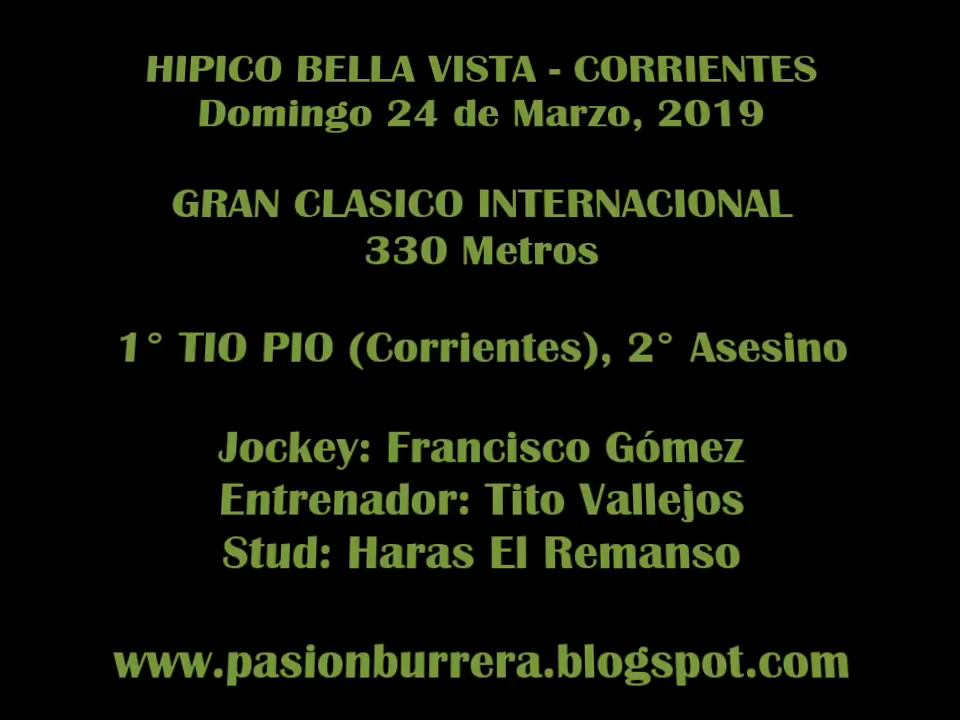 HIPICO BELLA VISTA - CORRIENTES
Domingo 24 de Marzo, 2019
GRAN CLASICO INTERNACIONAL
330 Metros
1° TIO PIO (Corrientes), 2° Asesino
Jockey: Francisco Gómez
Entrenador: Tito Vallejos
Stud: Haras El Remanso
www.pasionburrera.blogspot.com